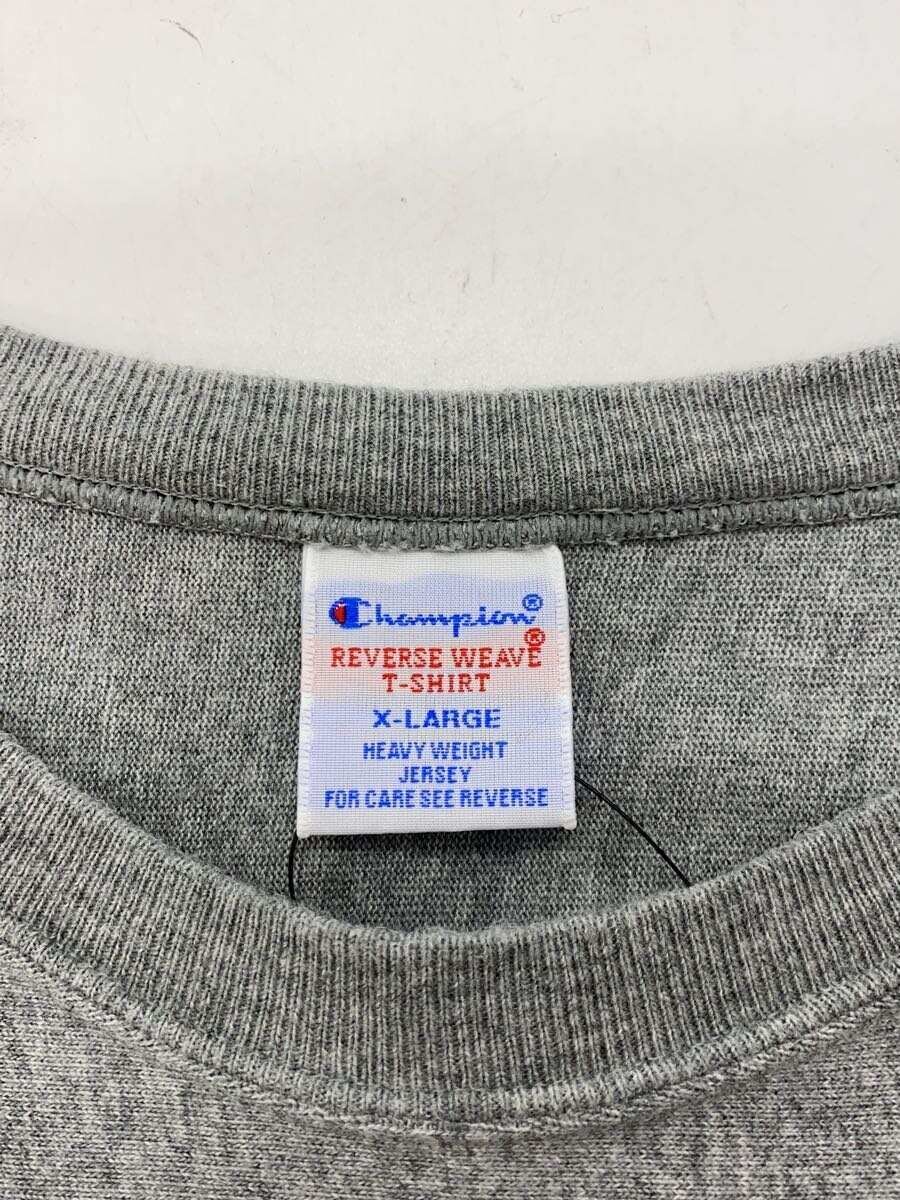 Champion®
REVERSE WEAVE®
T-SHIRT
X-LARGE
HEAVY WEIGHT
JERSEY
FOR CARE SEE REVERSE